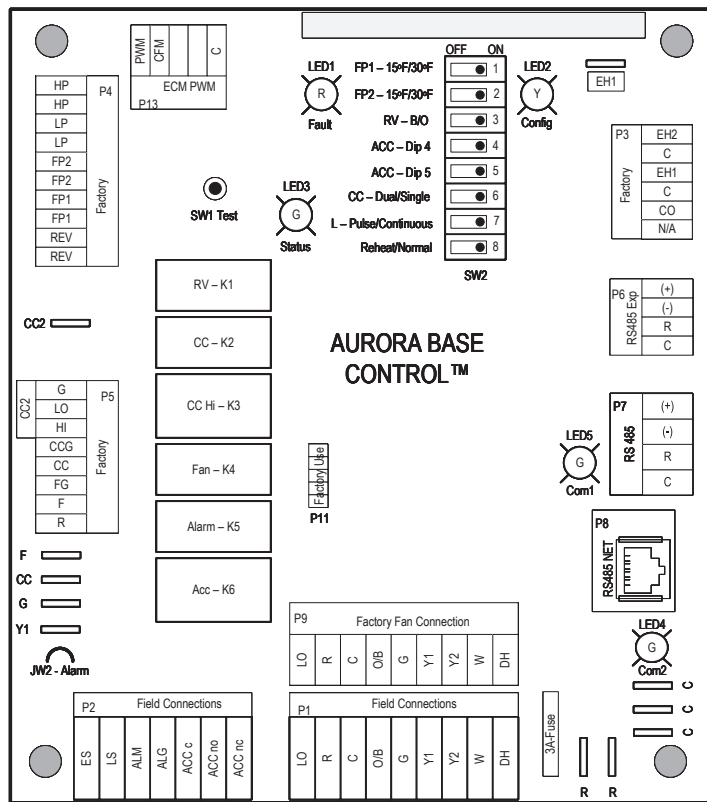 PWM
CFM
C
ECM PWM
P13
OFF ON
LED1
R
Fault
FP1 – 15ºF/30ºF
1
FP2 – 15ºF/30ºF
2
RV – B/O
3
ACC – Dip 4
4
ACC – Dip 5
5
CC – Dual/Single
6
L – Pulse/Continuous
7
Reheat/Normal
8
SW2
LED2
Y
Config
EH1
P4
Factory
HP
HP
LP
LP
FP2
FP2
FP1
FP1
REV
REV
SW1 Test
LED3
G
Status
P3
Factory
EH2
C
EH1
C
CO
N/A
P6
RS485 Exp
(+)
(-)
R
C
CC2
RV – K1
CC – K2
CC Hi – K3
Fan – K4
Alarm – K5
Acc – K6
AURORA BASE
CONTROL™
CC2
P5
Factory
G
LO
HI
CCG
CC
FG
F
R
P7
RS 485
(+)
(-)
R
C
LED5
G
Com1
Factory Use
P11
P8
RS485 NET
F
CC
G
Y1
JW2 - Alarm
LED4
G
Com2
P9
Factory Fan Connection
LO
R
C
O/B
G
Y1
Y2
W
DH
P2
Field Connections
ES
LS
ALM
ALG
ACC c
ACC no
ACC nc
P1
Field Connections
LO
R
C
O/B
G
Y1
Y2
W
DH
3A-Fuse
C
C
C
R
R